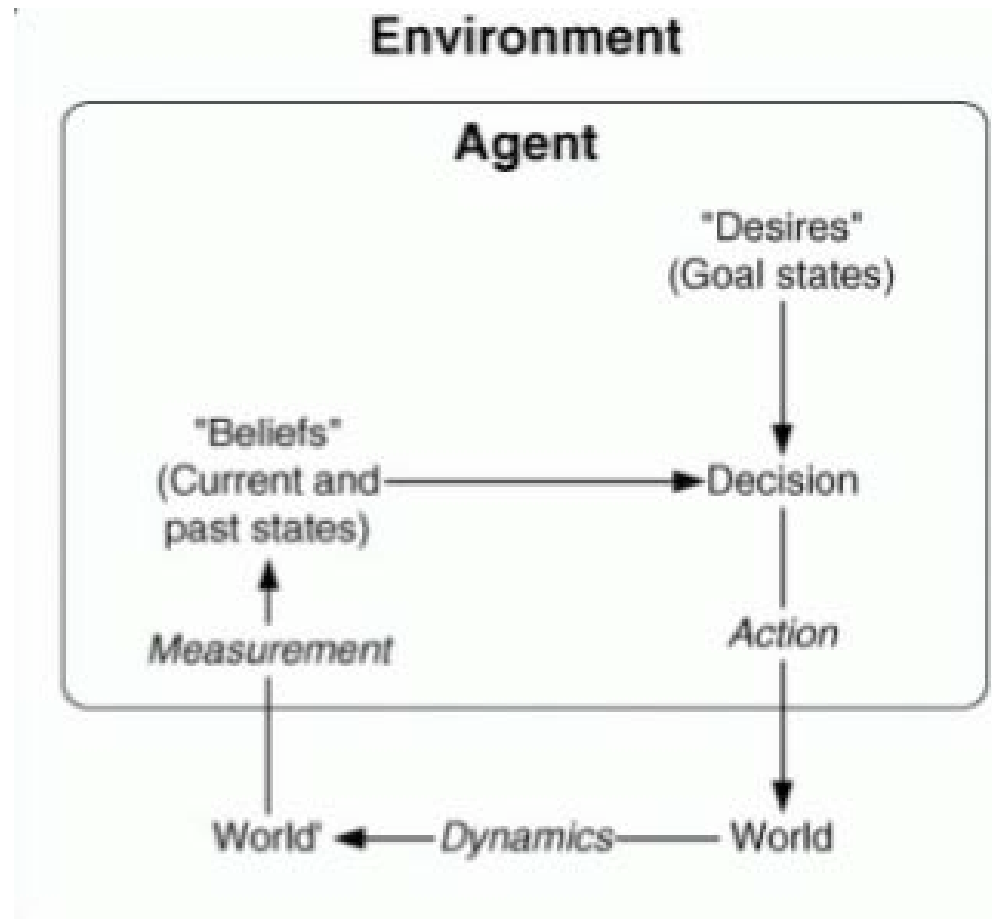 Environment
Agent
"Desires"
(Goal states)
"Beliefs"
(Current and
past states)
Decision
Measurement
Action
World'
Dynamics
World